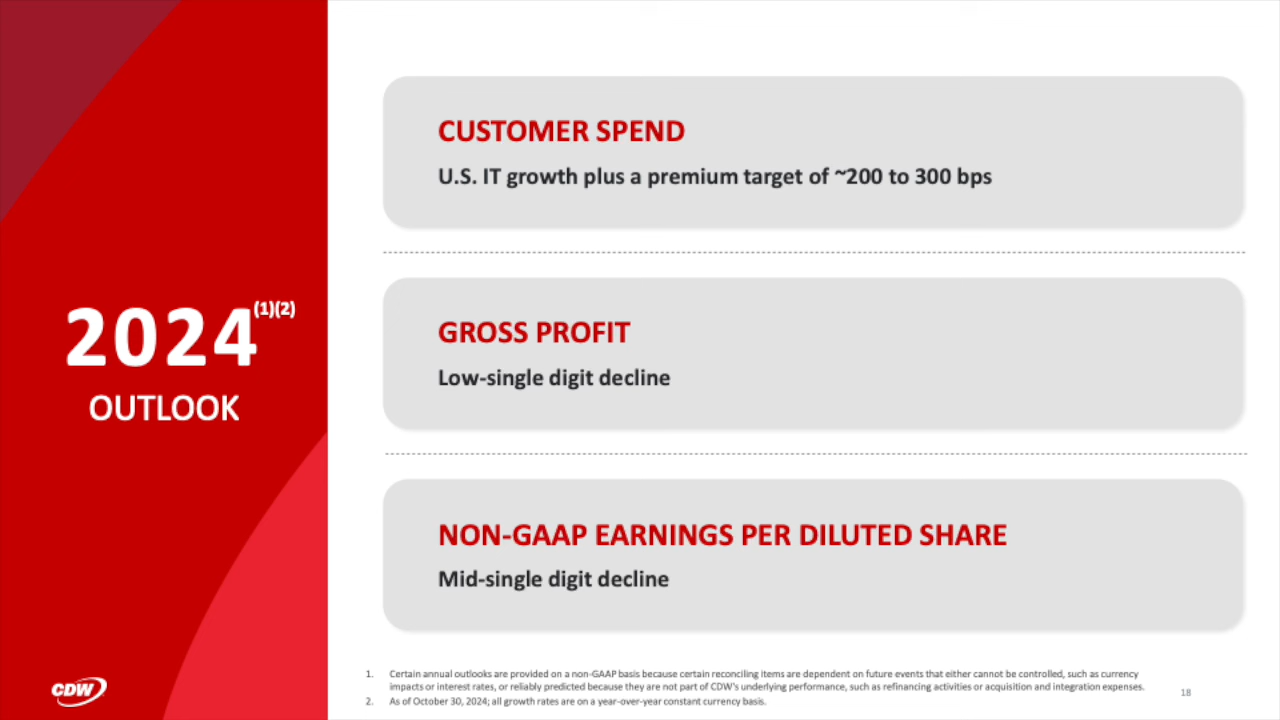 2024(1)(2)
OUTLOOK
CUSTOMER SPEND
U.S. IT growth plus a premium target of ~200 to 300 bps
GROSS PROFIT
Low-single digit decline
NON-GAAP EARNINGS PER DILUTED SHARE
Mid-single digit decline
1. Certain annual outlooks are provided on a non-GAAP basis because certain reconciling items are dependent on future events that either cannot be controlled, such as currency
impacts or interest rates, or reliably predicted because they are not part of CDW's underlying performance, such as refinancing activities or acquisition and integration expenses.
2. As of October 30, 2024; all growth rates are on a year-over-year constant currency basis.
CDW
18